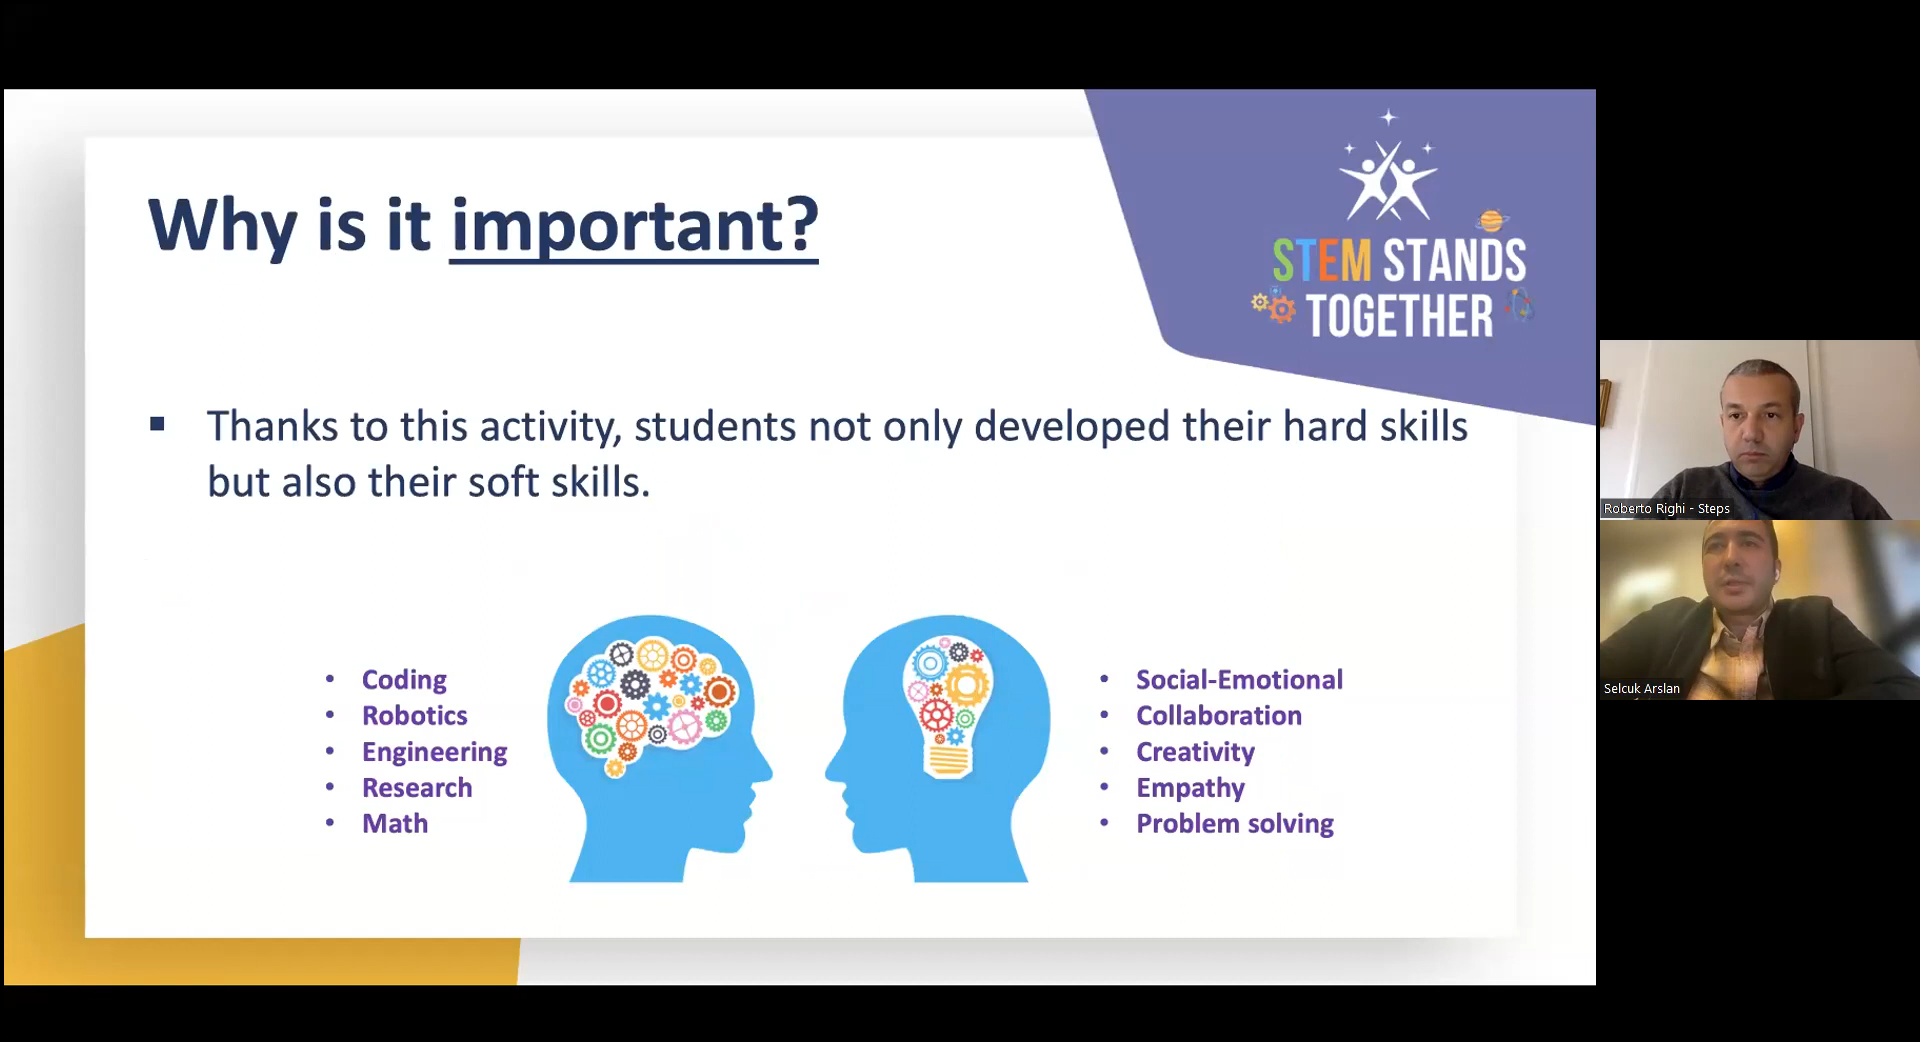 Why is it important?
STEM STANDS
TOGETHER
▪ Thanks to this activity, students not only developed their hard skills
but also their soft skills.
• Coding
• Robotics
• Engineering
• Research
• Math
• Social-Emotional
• Collaboration
• Creativity
• Empathy
• Problem solving
Roberto Righi - Steps
Selcuk Arslan